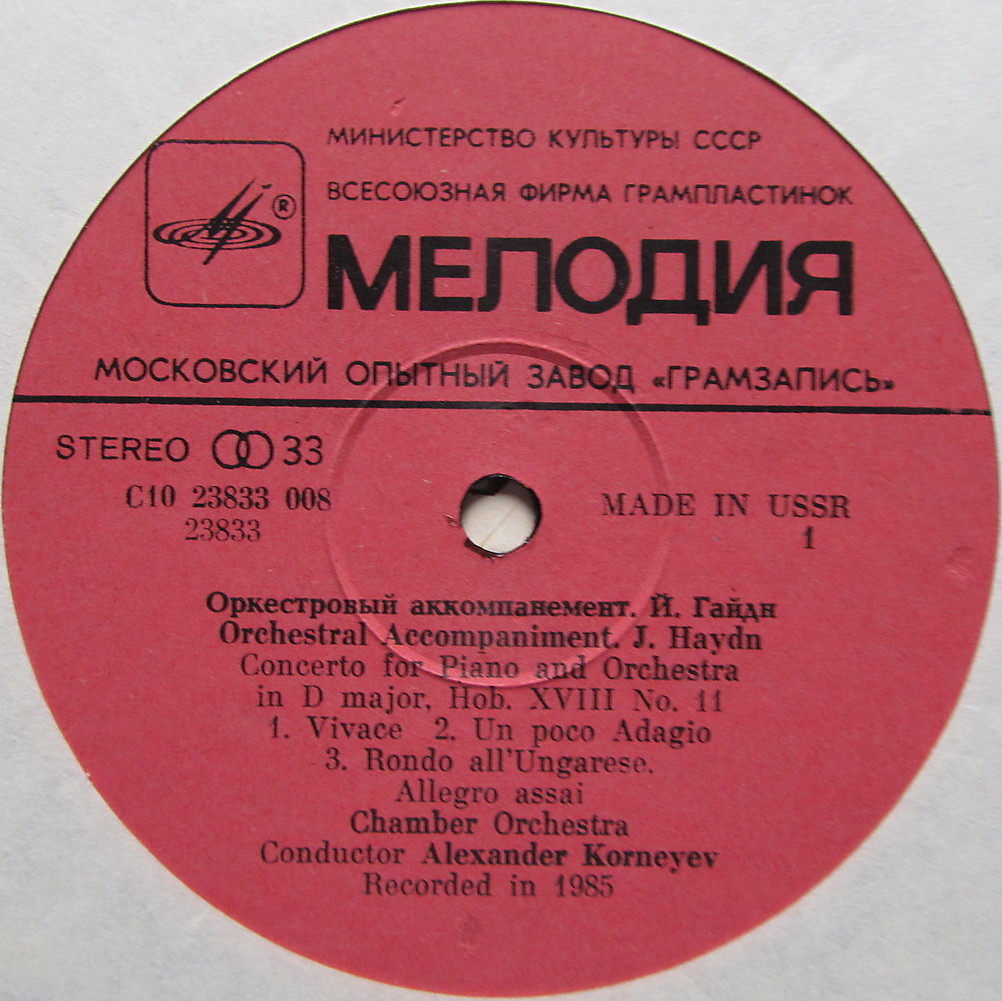 МИНИСТЕРСТВО КУЛЬТУРЫ СССР
ВСЕСОЮЗНАЯ ФИРМА ГРАМПЛАСТИНОК
®
МЕЛОДИЯ
МОСКОВСКИЙ ОПЫТНЫЙ ЗАВОД «ГРАМЗАПИСЬ»
STEREO 33
С10 23833 008
23833
MADE IN USSR
1
Оркестровый аккомпанемент. Й. Гайдн
Orchestral Accompaniment. J. Haydn
Concerto for Piano and Orchestra
in D major, Hob. XVIII No. 11
1. Vivace 2. Un poco Adagio
3. Rondo all'Ungarese.
Allegro assai
Chamber Orchestra
Conductor Alexander Korneyev
Recorded in 1985